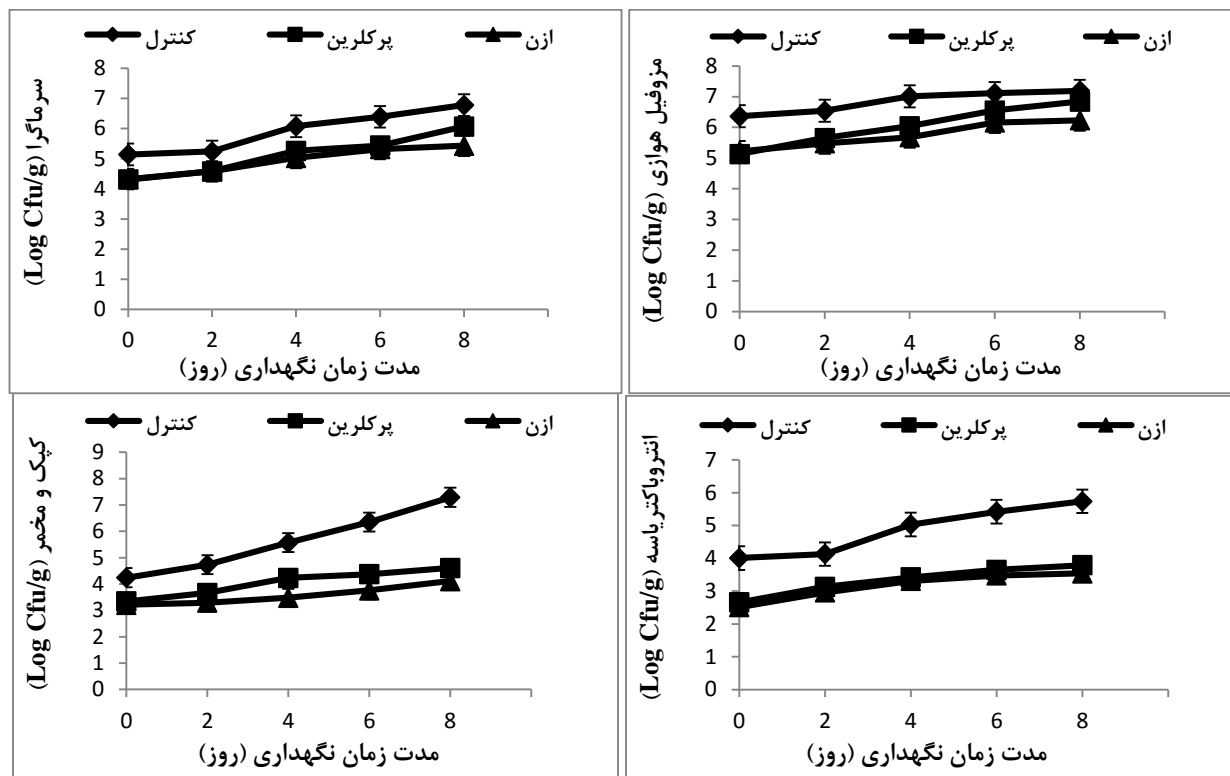 کنترل پرکلرین ازن
سرماگرا (Log Cfu/g)
8
7
6
5
4
3
2
1
0
0 2 4 6 8
مدت زمان نگهداری (روز)
کنترل پرکلرین ازن
مزوفیل هوازی (Log Cfu/g)
8
7
6
5
4
3
2
1
0
0 2 4 6 8
مدت زمان نگهداری (روز)
کنترل پرکلرین ازن
کپک و مخمر (Log Cfu/g)
9
8
7
6
5
4
3
2
1
0
0 2 4 6 8
مدت زمان نگهداری (روز)
کنترل پرکلرین ازن
انتروباکتریاسه (Log Cfu/g)
7
6
5
4
3
2
1
0
0 2 4 6 8
مدت زمان نگهداری (روز)